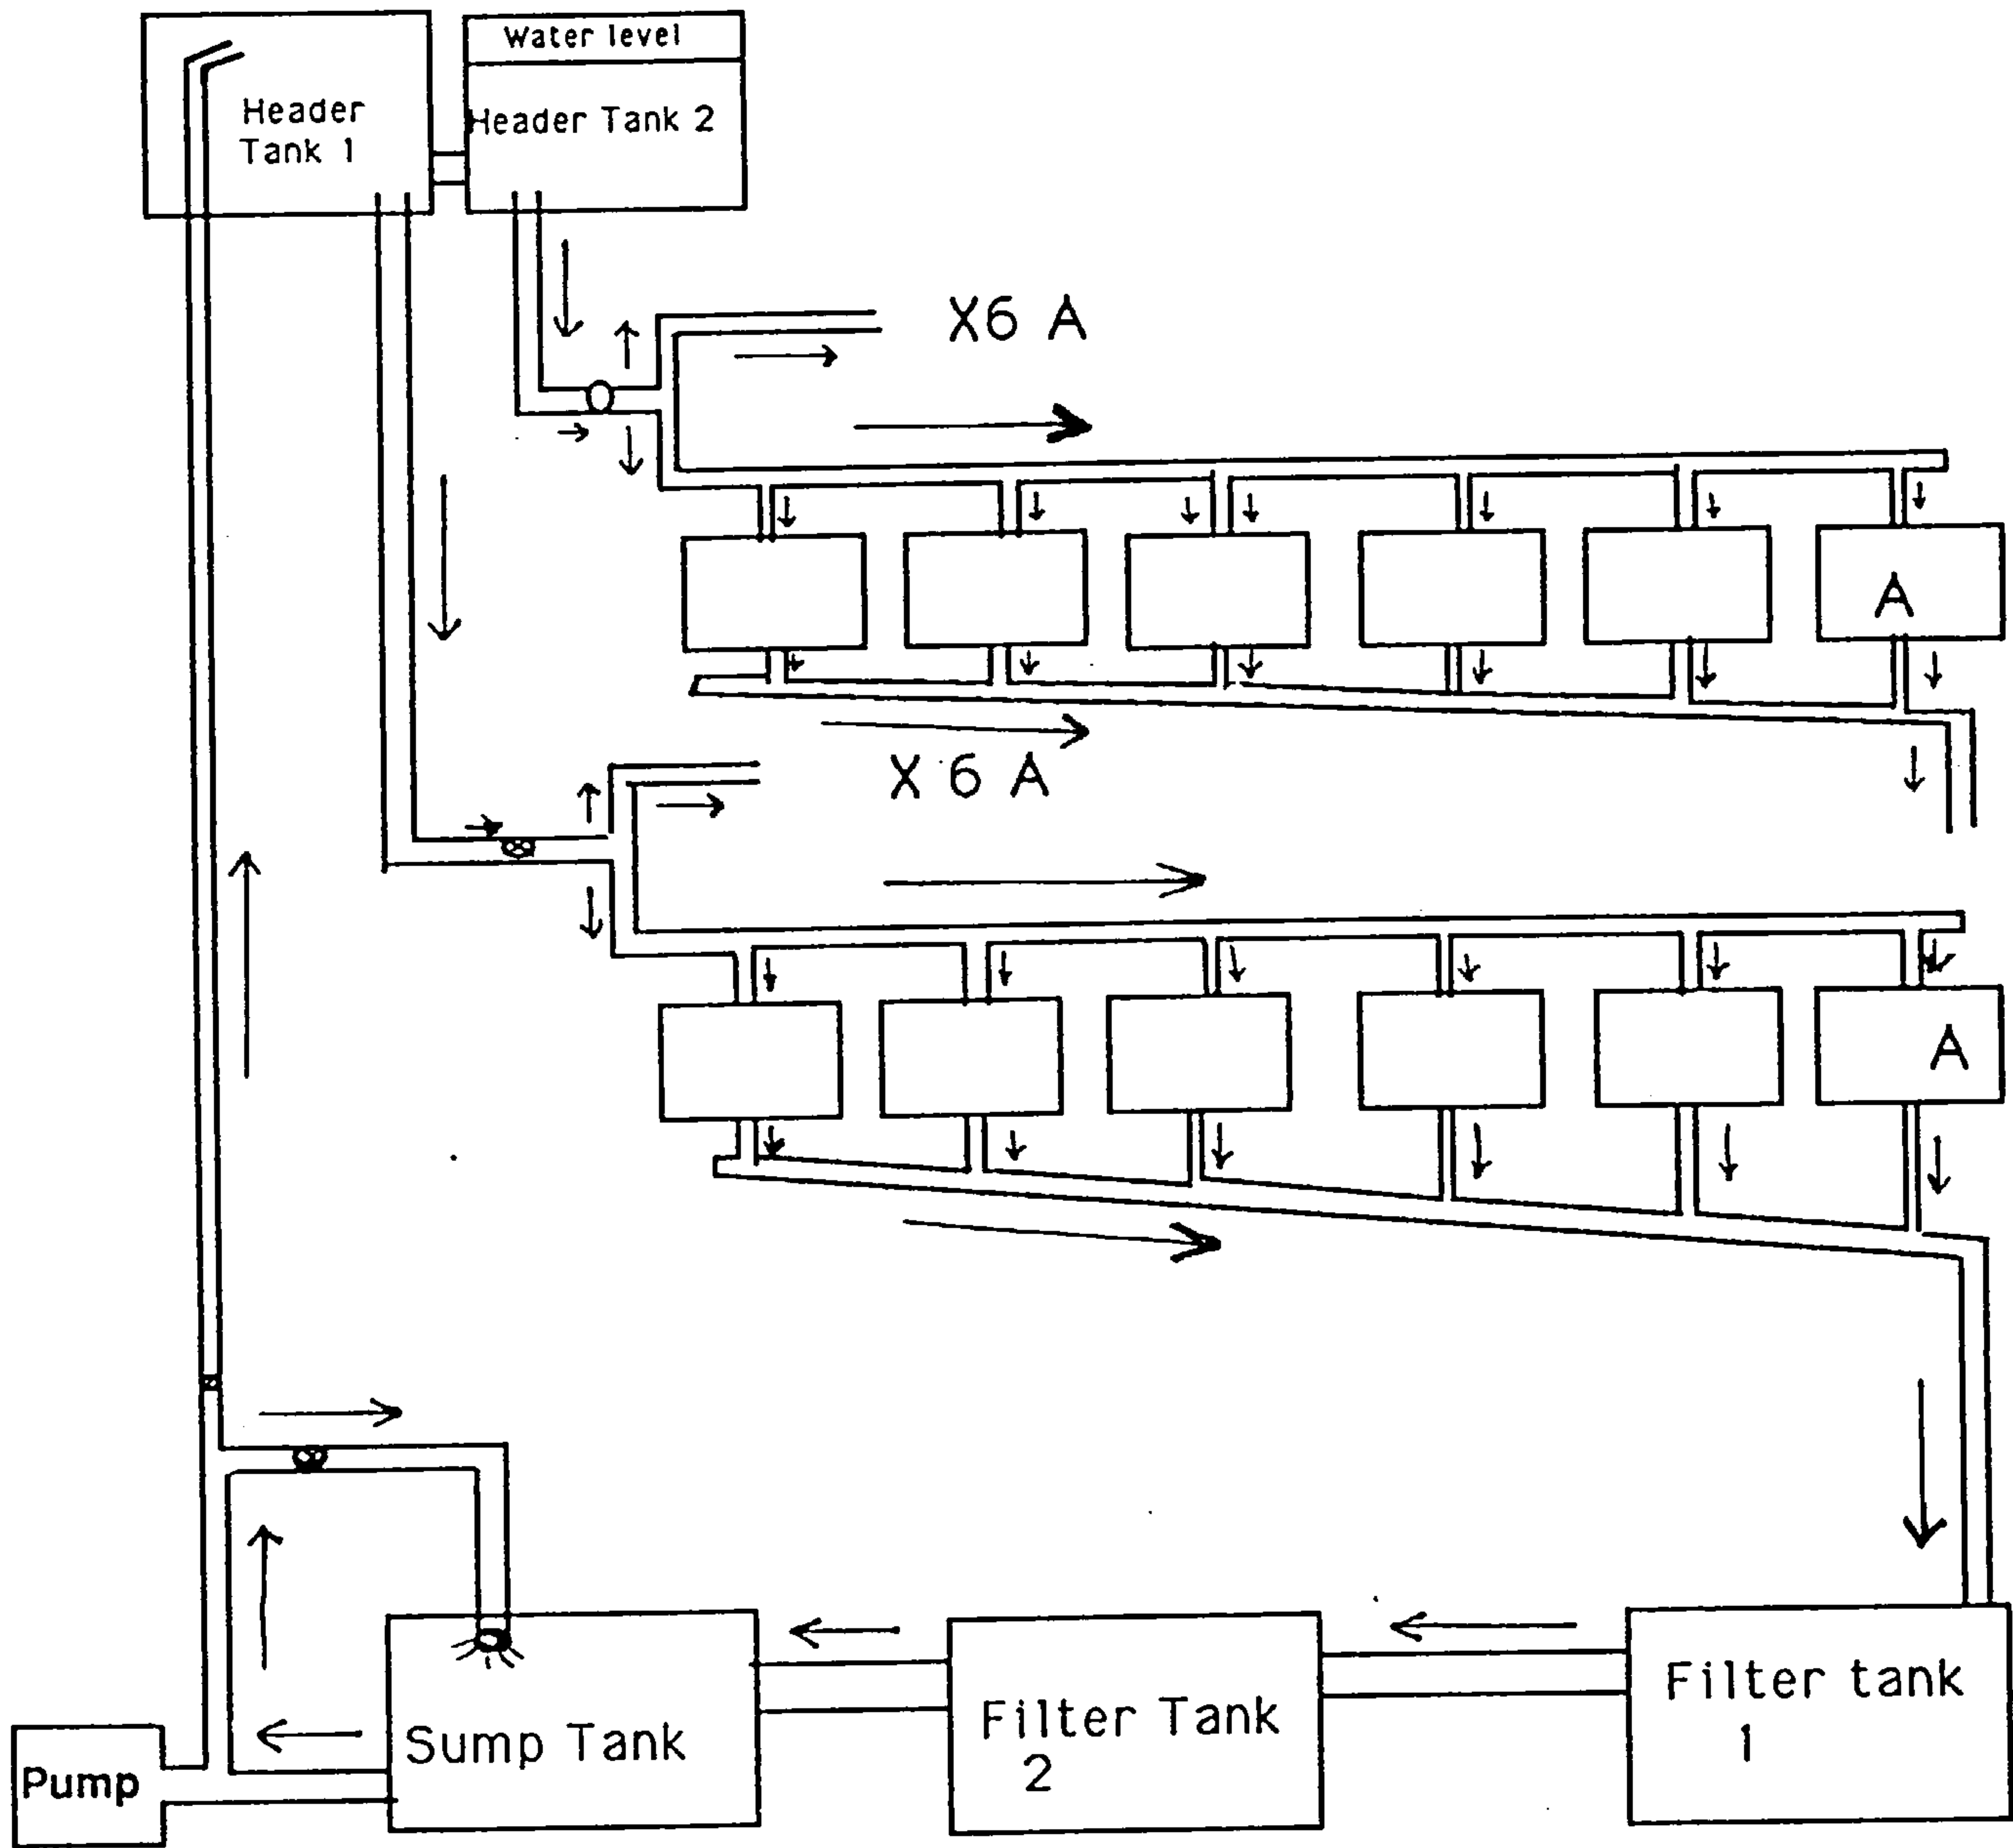 Water level
Header
Tank 1
Header Tank 2
X6 A
A
X 6 A
A
Sump Tank
Filter Tank
2
Filter tank
1
Pump